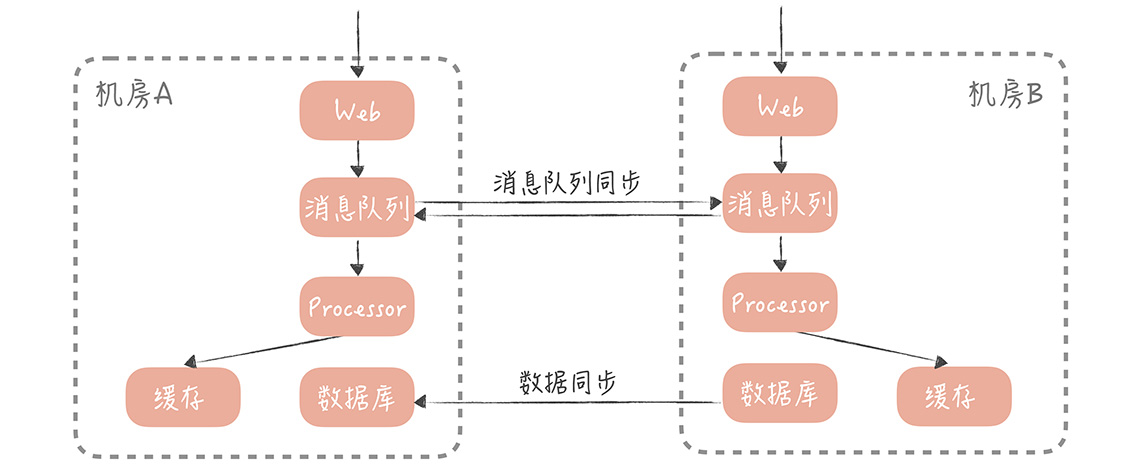 机房A
机房B
Web
Web
消息队列同步
消息队列
消息队列
Processor
Processor
数据同步
缓存
数据库
数据库
缓存